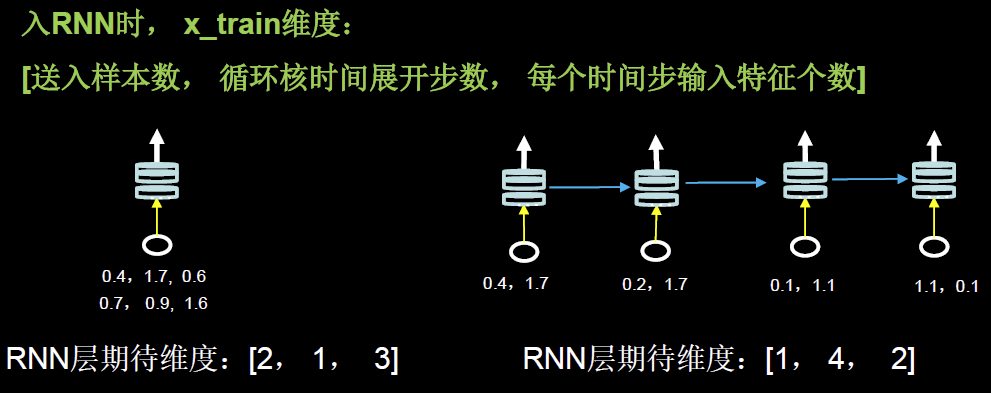 入RNN时， x_train维度：
[送入样本数， 循环核时间展开步数， 每个时间步输入特征个数]
0.4，1.7, 0.6
0.7， 0.9, 1.6
RNN层期待维度：[2， 1， 3]
0.4，1.7
0.2，1.7
0.1，1.1
1.1，0.1
RNN层期待维度：[1， 4， 2]